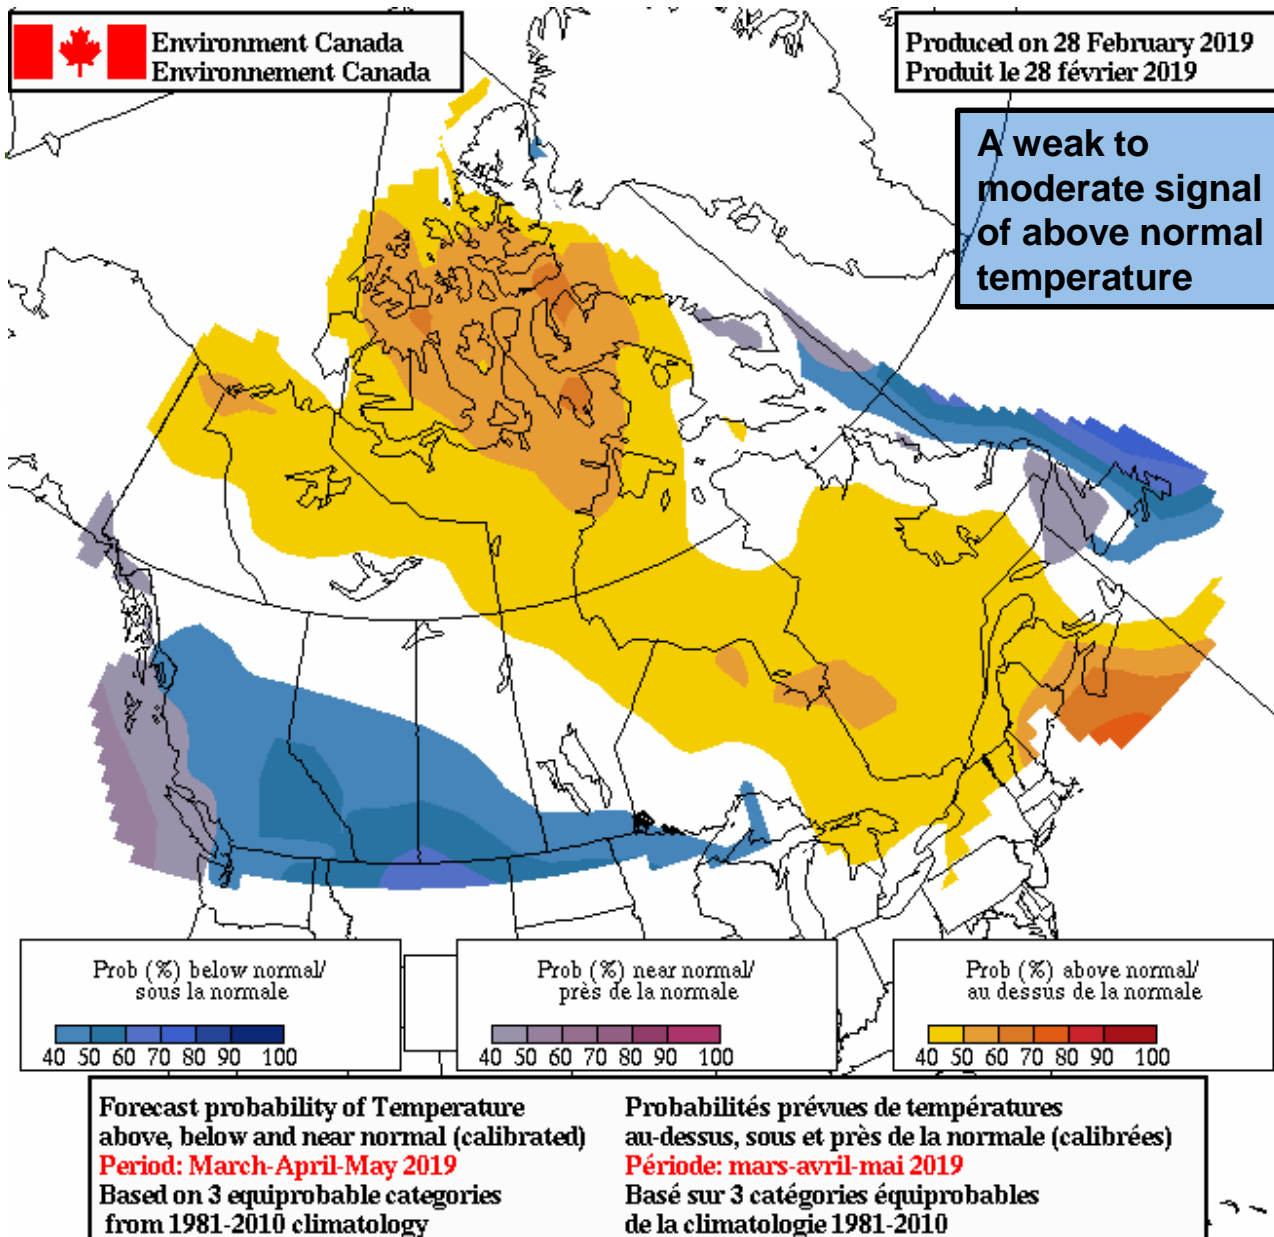 Environment Canada
Environnement Canada
Produced on 28 February 2019
Produit le 28 février 2019
A weak to
moderate signal
of above normal
temperature
Prob (%) below normal/
sous la normale
40 50 60 70 80 90 100
Prob (%) near normal/
près de la normale
40 50 60 70 80 90 100
Prob (%) above normal/
au dessus de la normale
40 50 60 70 80 90 100
Forecast probability of Temperature
above, below and near normal (calibrated)
Period: March-April-May 2019
Based on 3 equiprobable categories
from 1981-2010 climatology
Probabilités prévues de températures
au-dessus, sous et près de la normale (calibrées)
Période: mars-avril-mai 2019
Basé sur 3 catégories équiprobables
de la climatologie 1981-2010